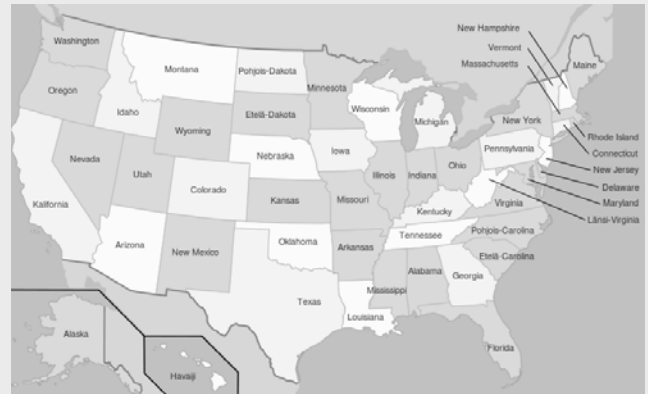 New Hampshire
Vermont
Massachusetts
Washington
Montana
Pohjois-Dakota
Minnesota
Maine
Oregon
Idaho
Etelä-Dakota
Wisconsin
Michigan
New York
Wyoming
Rhode Island
Connecticut
New Jersey
Delaware
Maryland
Länsi-Virginia
Nevada
Utah
Colorado
Nebraska
Iowa
Illinois
Indiana
Ohio
Pennsylvania
Kalifornia
Kansas
Missouri
Kentucky
Virginia
Arizona
New Mexico
Oklahoma
Arkansas
Tennessee
Pohjois-Carolina
Etelä-Carolina
Texas
Louisiana
Mississippi
Alabama
Georgia
Florida
Alaska
Havaiji